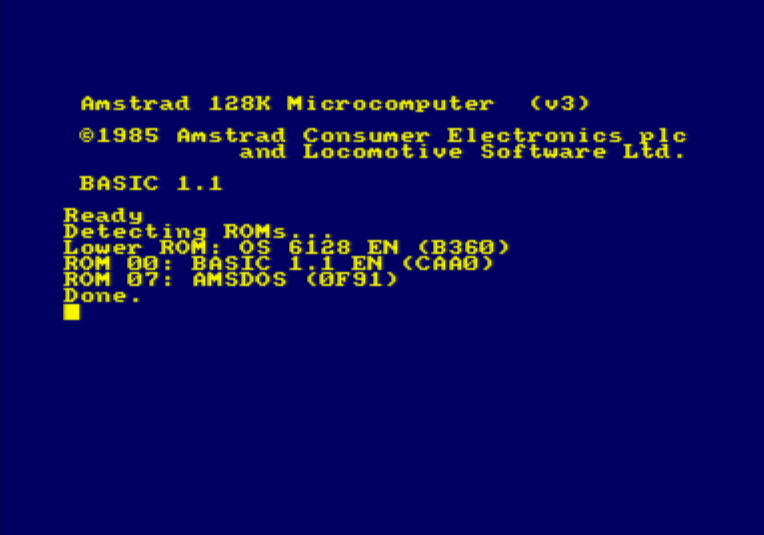 Amstrad 128K Microcomputer (v3)
©1985 Amstrad Consumer Electronics plc
and Locomotive Software Ltd.
BASIC 1.1
Ready
Detecting ROMs...
Lower ROM: OS 6128 EN (B360)
ROM 00: BASIC 1.1 EN (CAA0)
ROM 07: AMSDOS (0F91)
Done.